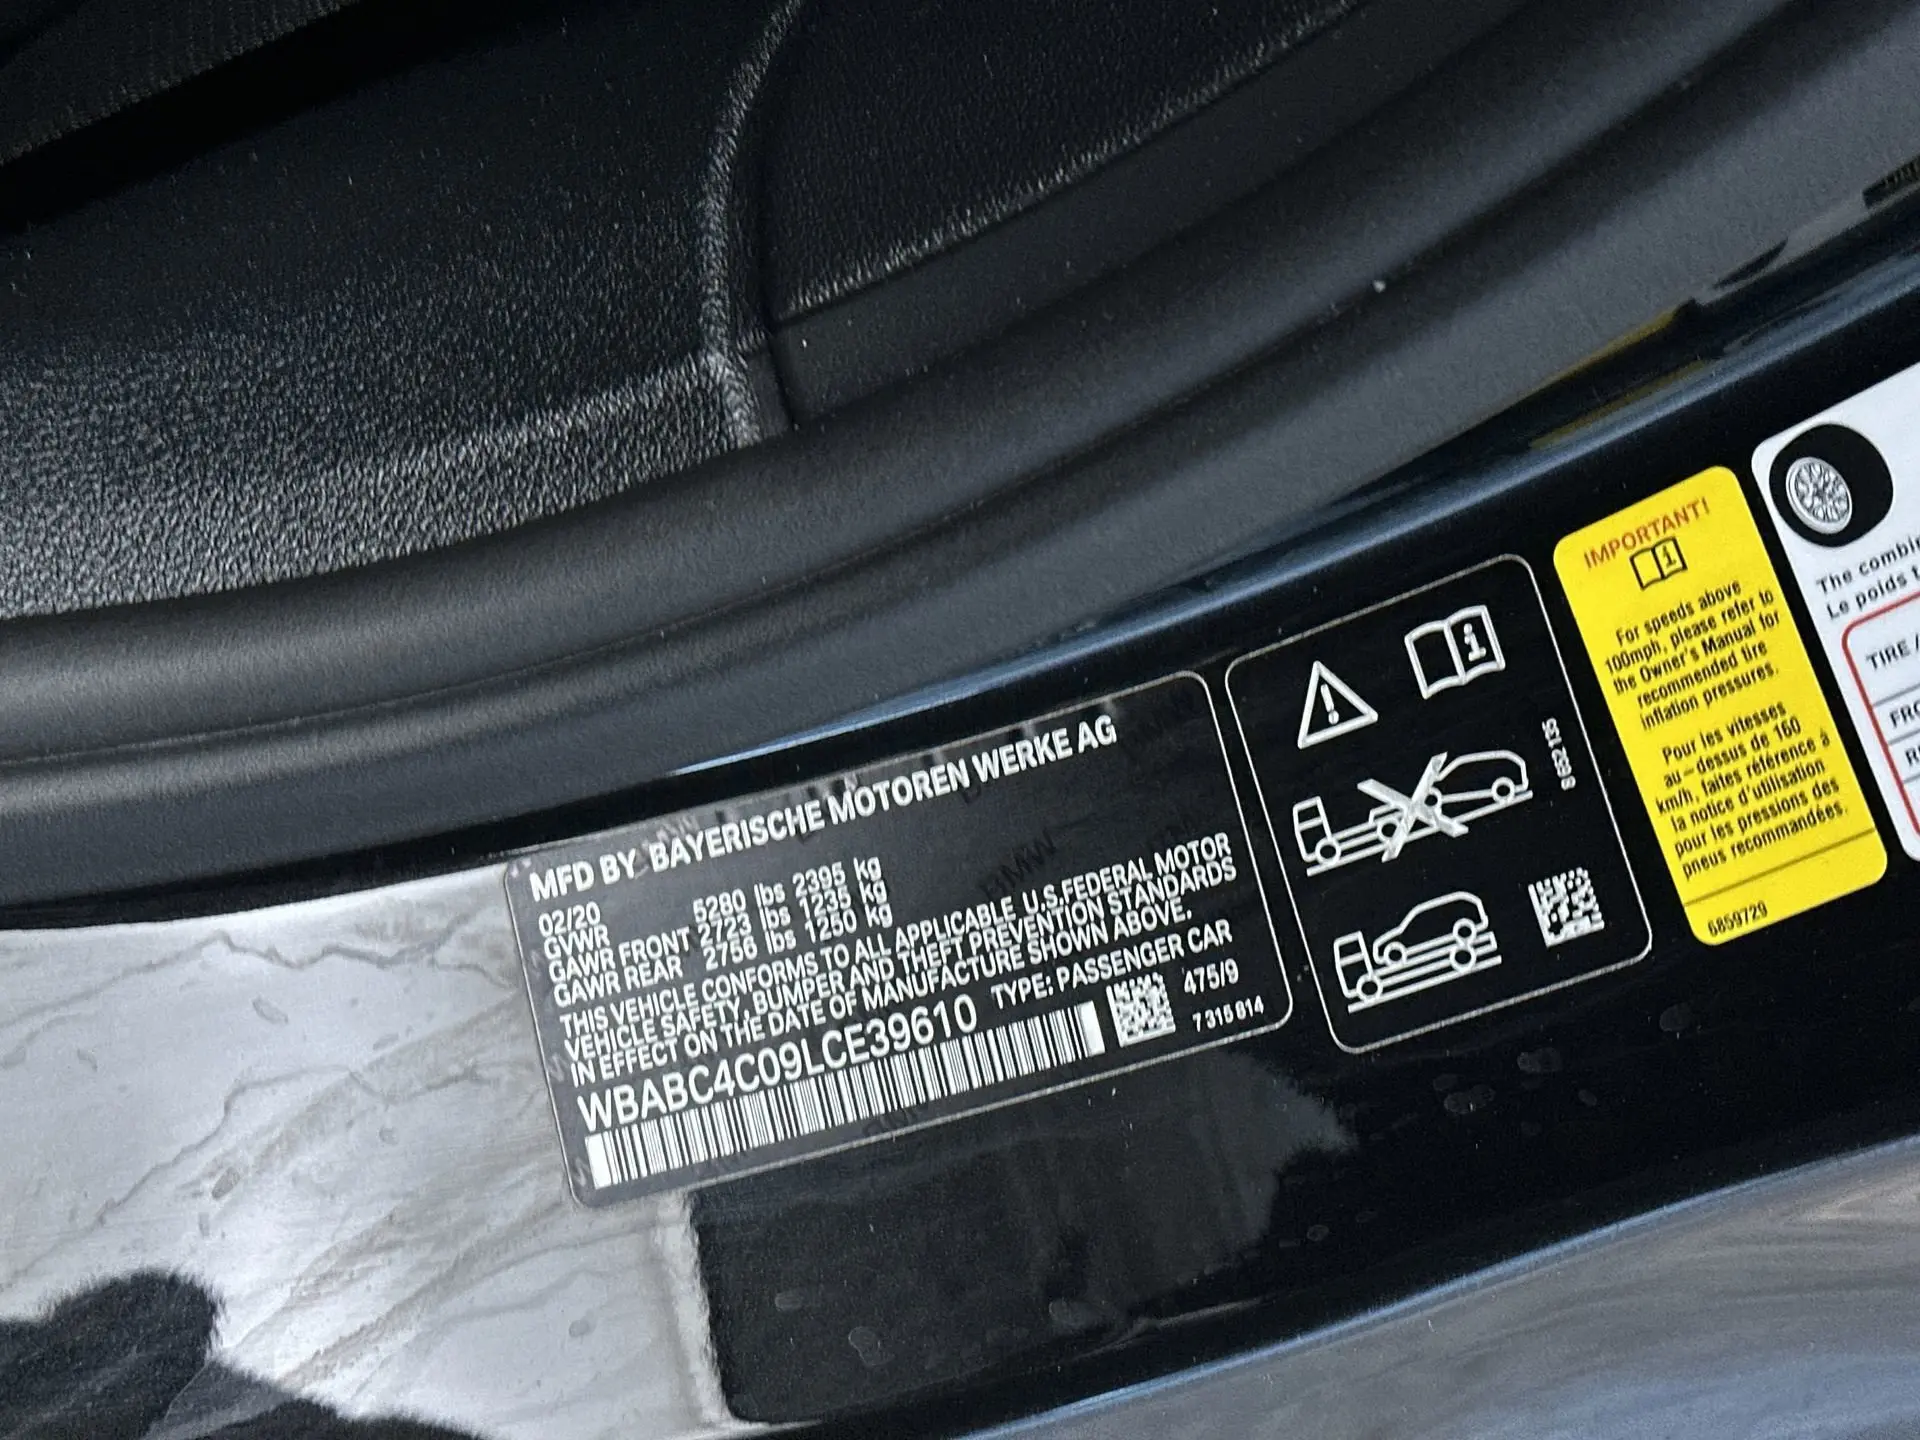 MFD BY BAYERISCHE MOTOREN WERKE AG
02/20
GVWR 5280 lbs 2395 kg
GAWR FRONT 2723 lbs 1235 kg
GAWR REAR 2756 lbs 1250 kg
THIS VEHICLE CONFORMS TO ALL APPLICABLE U.S.FEDERAL MOTOR
VEHICLE SAFETY, BUMPER AND THEFT PREVENTION STANDARDS
IN EFFECT ON THE DATE OF MANUFACTURE SHOWN ABOVE.
WBABC4C09LCE39610 TYPE: PASSENGER CAR
475/9
7 315 914
8 632 135
IMPORTANT!
For speeds above
100mph, please refer to
the Owner's Manual for
recommended tire
inflation pressures.
Pour les vitesses
au-dessus de 160
km/h, faites référence à
la notice d'utilisation
pour les pressions des
pneus recommandées.
6859729
The
Le poids
TIRE /